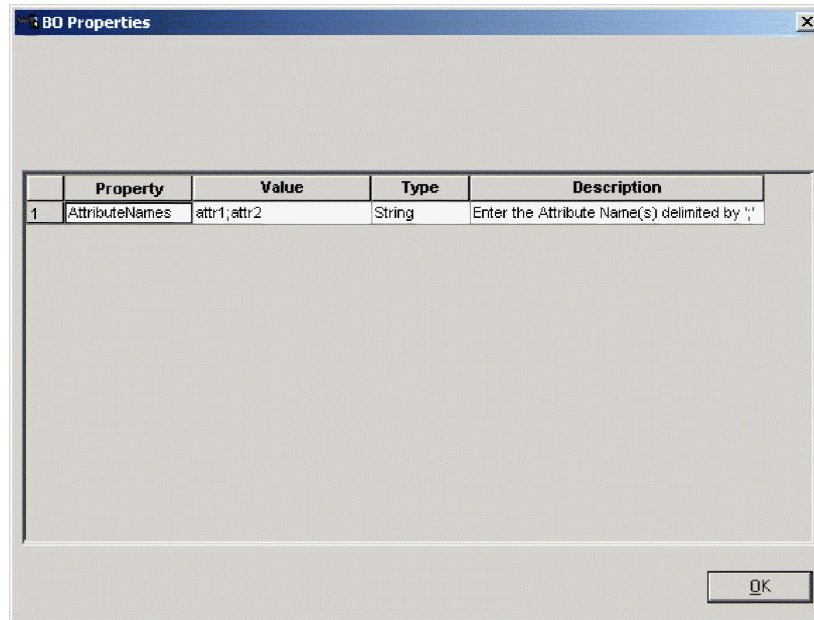 BO Properties
Property Value Type Description
1 AttributeNames attr1;attr2 String Enter the Attribute Name(s) delimited by ';'
OK